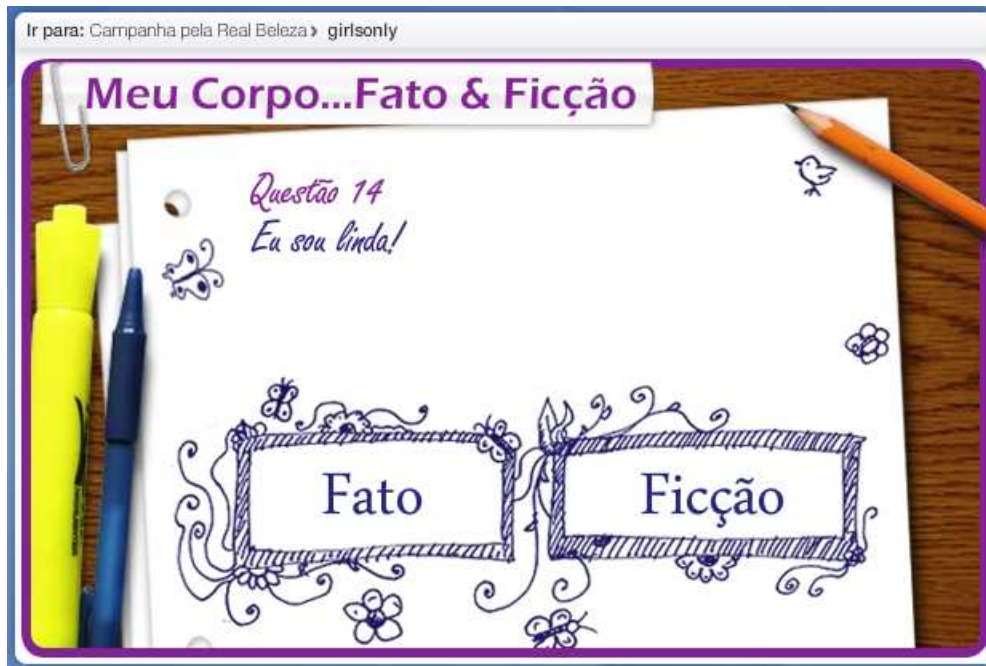 Ir para: Campanha pela Real Beleza › girlsonly
Meu Corpo...Fato & Ficção
Questão 14
Eu sou linda!
Fato Ficção